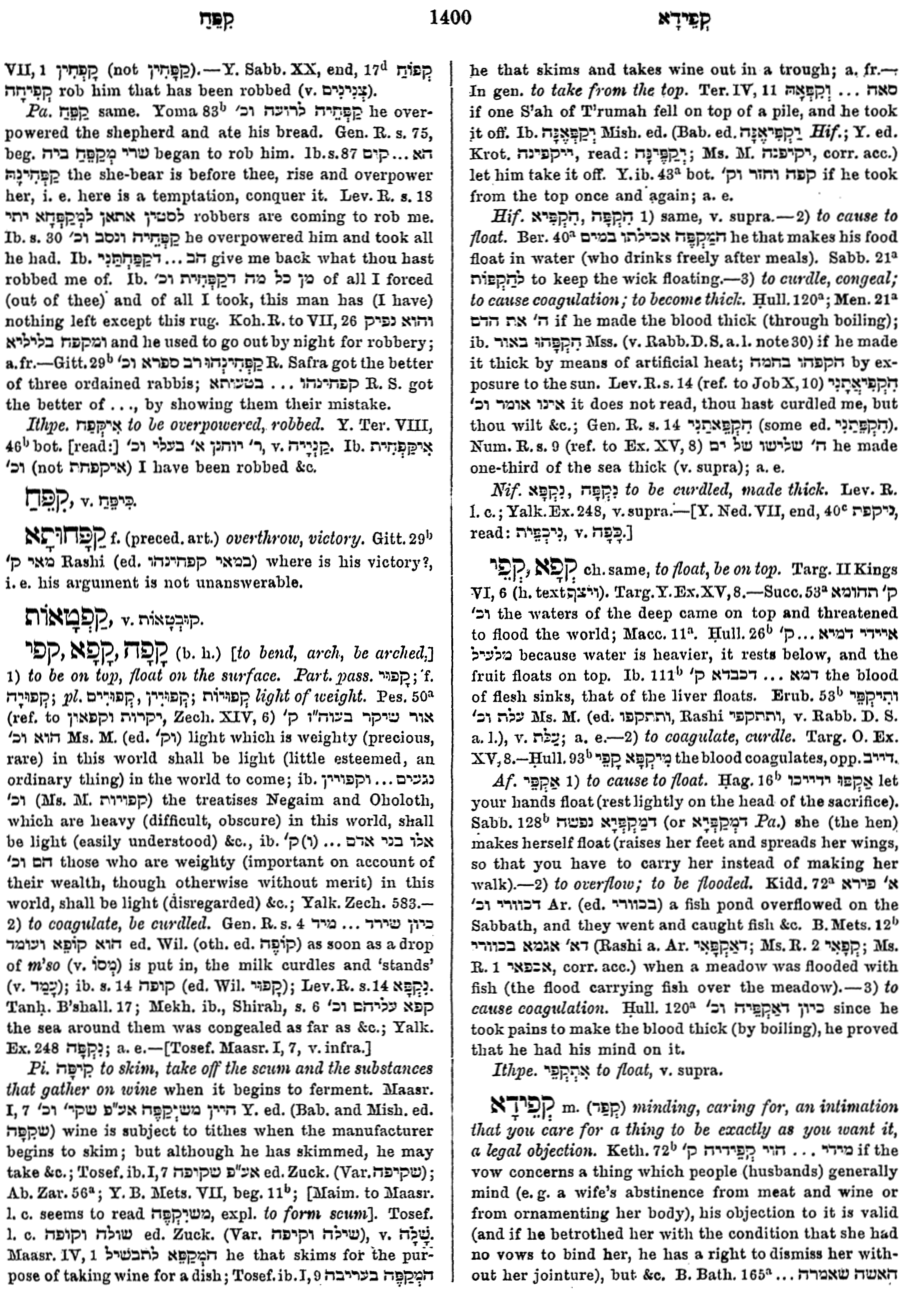 קִפֵּחַ
1400
קְפֵידָא
VII, 1 קָפְחִין (not קַפָּחִין).—Y. Sabb. XX, end, 17ᵈ קְפוֹחַ
קְפִיחָה rob him that has been robbed (v. צְנִינִים).
Pa. קַפַּח same. Yoma 83ᵇ קַפְּחֵיה לרועה וכ׳ he over-
powered the shepherd and ate his bread. Gen. R. s. 75,
beg. שרי מְקַפֵּחַ ביה began to rob him. Ib. s. 87 הא ... קים
קַפְּחִינָהּ the she-bear is before thee, rise and overpower
her, i. e. here is a temptation, conquer it. Lev. R. s. 18
לסטין אתאן למְקַפְּחָא יתי robbers are coming to rob me.
Ib. s. 30 קַפְּחֵיה ונסב וכ׳ he overpowered him and took all
he had. Ib. הב ... דקַפַּחְתַּנִי give me back what thou hast
robbed me of. Ib. מן כל מה דקַפְּחִית וכ׳ of all I forced
(out of thee) and of all I took, this man has (I have)
nothing left except this rug. Koh. R. to VII, 26 והוא נפיק
ומקפח בליליא and he used to go out by night for robbery;
a. fr.—Gitt. 29ᵇ קַפְּחִינְהוּ רב ספרא וכ׳ R. Safra got the better
of three ordained rabbis; קפחינהו ... בטעותא R. S. got
the better of ..., by showing them their mistake.
Ithpe. אִיקְּפַח to be overpowered, robbed. Y. Ter. VIII,
46ᵇ bot. [read:] ר׳ יוחנן א׳ בעלי וכ׳, v. קַנְיָיה. Ib. אִיקַּפְּחִית
וכ׳ (not איקפחת) I have been robbed &c.
קִפֵּחַ, v. כִּיפֵּחַ.
קַפְּחוּתָא f. (preced. art.) overthrow, victory. Gitt. 29ᵇ
מאי ק׳ Rashi (ed. במאי קפחינהו) where is his victory?,
i. e. his argument is not unanswerable.
קַפְטָאוֹת, v. קוּבְטָאוֹת.
קָפָה, קָפָא, קפי (b. h.) [to bend, arch, be arched,]
1) to be on top, float on the surface. Part. pass. קָפוּי; f.
קְפוּיָה; pl. קְפוּיִים, קְפוּיִין; קְפוּיוֹת light of weight. Pes. 50ᵃ
(ref. to יקרות וקפאון, Zech. XIV, 6) אור שיקר בעוה״ז ק׳
הוא וכ׳ Ms. M. (ed. וק׳) light which is weighty (precious,
rare) in this world shall be light (little esteemed, an
ordinary thing) in the world to come; ib. נגעים ... וקפויין
וכ׳ (Ms. M. קפויות) the treatises Negaim and Oholoth,
which are heavy (difficult, obscure) in this world, shall
be light (easily understood) &c., ib. אלו בני אדם ... (ו)ק׳
הם וכ׳ those who are weighty (important on account of
their wealth, though otherwise without merit) in this
world, shall be light (disregarded) &c.; Yalk. Zech. 583.—
2) to coagulate, be curdled. Gen. R. s. 4 כיון שירד ... מיד
הוא קוֹפֵא ועומד ed. Wil. (oth. ed. קוֹפֶה) as soon as a drop
of m'so (v. מְסוֹ) is put in, the milk curdles and 'stands'
(v. עָמַד); ib. s. 14 קופה (ed. Wil. קָפוּי); Lev. R. s. 14 נִקְפָּא.
Tanḥ. B'shall. 17; Mekh. ib., Shirah, s. 6 קפא עליהם וכ׳
the sea around them was congealed as far as &c.; Yalk.
Ex. 248 נִקְפָּה; a. e.—[Tosef. Maasr. I, 7, v. infra.]
Pi. קִיפָּה to skim, take off the scum and the substances
that gather on wine when it begins to ferment. Maasr.
I, 7 היין משיְּקַפֶּה אע״פ שקי׳ וכ׳ Y. ed. (Bab. and Mish. ed.
שקפה) wine is subject to tithes when the manufacturer
begins to skim; but although he has skimmed, he may
take &c.; Tosef. ib. I, 7 אע״פ שקיפה ed. Zuck. (Var. שקיפה);
Ab. Zar. 56ᵃ; Y. B. Mets. VII, beg. 11ᵇ; [Maim. to Maasr.
l. c. seems to read משיְּקַפֶּה, expl. to form scum]. Tosef.
l. c. שולה וקופה ed. Zuck. (Var. שילה וקיפה), v. שָׁלָה.
Maasr. IV, 1 המְקַפֵּא לתבשיל he that skims for the pur-
pose of taking wine for a dish; Tosef. ib. I, 9 המְקַפֶּה בעריבה
he that skims and takes wine out in a trough; a. fr.—
In gen. to take from the top. Ter. IV, 11 סאה ... וְקִפְּאָהּ
if one S'ah of T'rumah fell on top of a pile, and he took
it off. Ib. יְקַפֶּאָנָּה Mish. ed. (Bab. ed. יַקְפִּיאֶנָּה Hif.; Y. ed.
Krot. ייקפינה, read: יְקַפֶּינָּה; Ms. M. יקיפנה, corr. acc.)
let him take it off. Y. ib. 43ᵃ bot. קפה וחזר וק׳ if he took
from the top once and again; a. e.
Hif. הִקְפָּה, הִקְפִּיא 1) same, v. supra.—2) to cause to
float. Ber. 40ᵃ המַקְפֶּה אכילתו במים he that makes his food
float in water (who drinks freely after meals). Sabb. 21ᵃ
לְהַקְפּוֹת to keep the wick floating.—3) to curdle, congeal;
to cause coagulation; to become thick. Ḥull. 120ᵃ; Men. 21ᵃ
ה׳ את הדם if he made the blood thick (through boiling);
ib. הִקְפָּהוּ באור Mss. (v. Rabb. D. S. a. l. note 30) if he made
it thick by means of artificial heat; הקפהו בחמה by ex-
posure to the sun. Lev. R. s. 14 (ref. to Job X, 10) הִקְפִּיאָתַנִי
אינו אומר וכ׳ it does not read, thou hast curdled me, but
thou wilt &c.; Gen. R. s. 14 הִקְפֵּאתַנִי (some ed. הִקְפֵּתַנִי).
Num. R. s. 9 (ref. to Ex. XV, 8) ה׳ שלישו של ים he made
one-third of the sea thick (v. supra); a. e.
Nif. נִקְפָּה, נִקְפָּא to be curdled, made thick. Lev. R.
l. c.; Yalk. Ex. 248, v. supra.—[Y. Ned. VII, end, 40ᶜ ניקפת,
read: נִיכְפֵּית, v. כָּפָה.]
קְפָא, קְפֵי ch. same, to float, be on top. Targ. II Kings
VI, 6 (h. text ויּצף). Targ. Y. Ex. XV, 8.—Succ. 53ᵃ ק׳ תהומא
וכ׳ the waters of the deep came on top and threatened
to flood the world; Macc. 11ᵃ. Ḥull. 26ᵇ איידי דמיא ... ק׳
מלעיל because water is heavier, it rests below, and the
fruit floats on top. Ib. 111ᵇ דמא ... דכבדא ק׳ the blood
of flesh sinks, that of the liver floats. Erub. 53ᵇ ותִיקְפֵּי
עלת וכ׳ Ms. M. (ed. ותתקפו, Rashi ותתקפי, v. Rabb. D. S.
a. l.), v. עֲלַת; a. e.—2) to coagulate, curdle. Targ. O. Ex.
XV, 8.—Ḥull. 93ᵇ מִיקְפָּא קָפֵי the blood coagulates, opp. דייב.
Af. אַקְפֵּי 1) to cause to float. Ḥag. 16ᵇ אַקְפּוּ ידייכו let
your hands float (rest lightly on the head of the sacrifice).
Sabb. 128ᵇ דמַקְפְּיָא נפשה (or דמְקַפְּיָא Pa.) she (the hen)
makes herself float (raises her feet and spreads her wings,
so that you have to carry her instead of making her
walk).—2) to overflow; to be flooded. Kidd. 72ᵃ א׳ פירא
דכוורי וכ׳ Ar. (ed. בכוורי) a fish pond overflowed on the
Sabbath, and they went and caught fish &c. B. Mets. 12ᵇ
דא׳ אגמא בכוורי (Rashi a. Ar. דאַקְפַּאי; Ms. R. 2 קְפַאי; Ms.
R. 1 אכפאי, corr. acc.) when a meadow was flooded with
fish (the flood carrying fish over the meadow).—3) to
cause coagulation. Ḥull. 120ᵃ כיון דאַקְפֵּיה וכ׳ since he
took pains to make the blood thick (by boiling), he proved
that he had his mind on it.
Ithpe. אִתְקְפֵי to float, v. supra.
קְפֵידָא m. (קְפַד) minding, caring for, an intimation
that you care for a thing to be exactly as you want it,
a legal objection. Keth. 72ᵇ מידי ... הוי קְפֵידֵיה ק׳ if the
vow concerns a thing which people (husbands) generally
mind (e. g. a wife's abstinence from meat and wine or
from ornamenting her body), his objection to it is valid
(and if he betrothed her with the condition that she had
no vows to bind her, he has a right to dismiss her with-
out her jointure), but &c. B. Bath. 165ᵃ האשה שאמרה ...